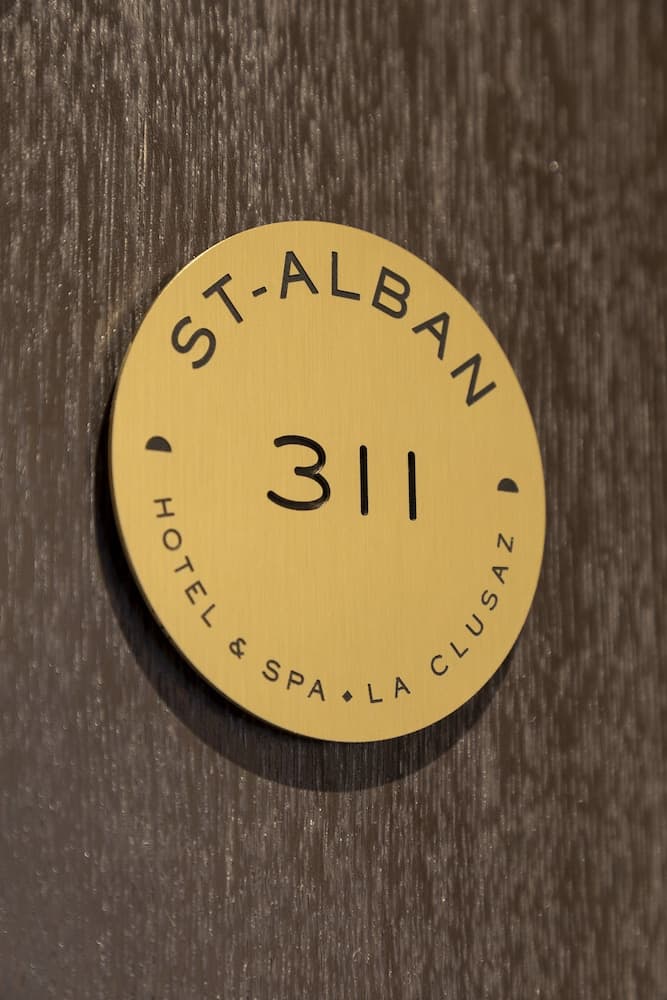 ST-ALBAN
311
HOTEL & SPA ⬥ LA CLUSAZ